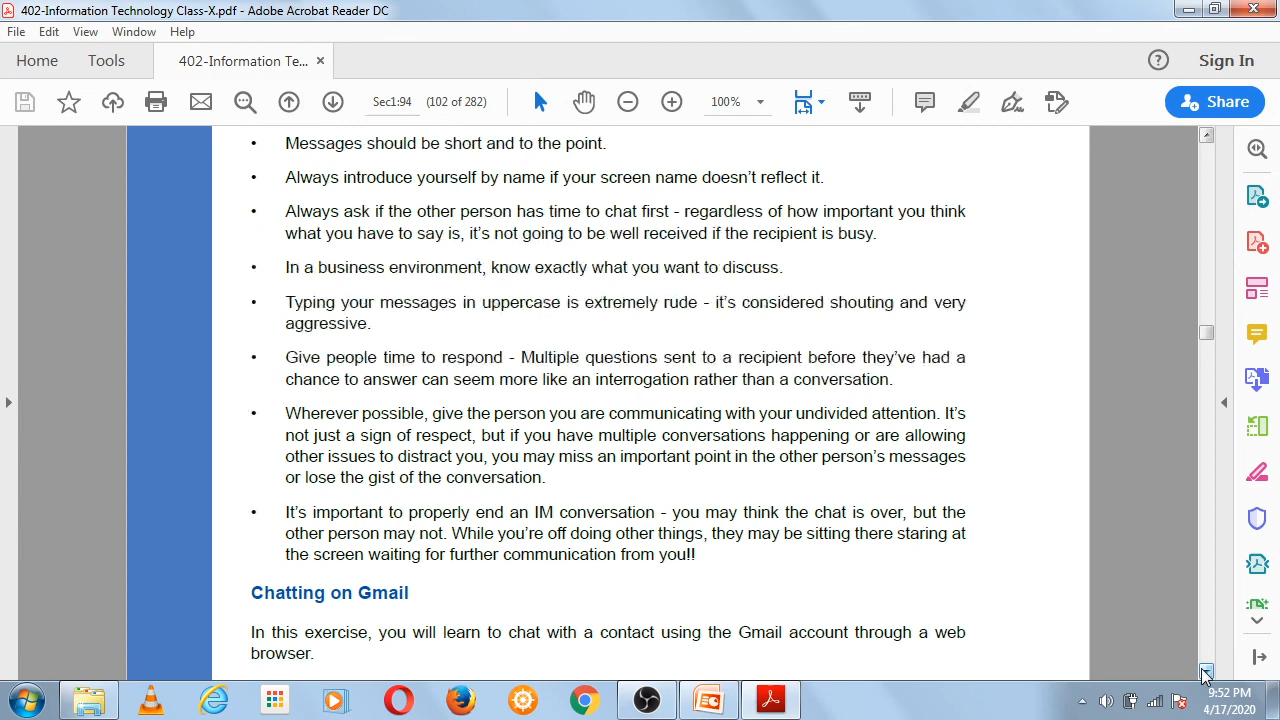 402-Information Technology Class-X.pdf - Adobe Acrobat Reader DC
File Edit View Window Help
Home Tools 402-Information Te... × Sign In
Sec1:94 (102 of 282) 100% Share
• Messages should be short and to the point.
• Always introduce yourself by name if your screen name doesn’t reflect it.
• Always ask if the other person has time to chat first - regardless of how important you think
what you have to say is, it’s not going to be well received if the recipient is busy.
• In a business environment, know exactly what you want to discuss.
• Typing your messages in uppercase is extremely rude - it’s considered shouting and very
aggressive.
• Give people time to respond - Multiple questions sent to a recipient before they’ve had a
chance to answer can seem more like an interrogation rather than a conversation.
• Wherever possible, give the person you are communicating with your undivided attention. It’s
not just a sign of respect, but if you have multiple conversations happening or are allowing
other issues to distract you, you may miss an important point in the other person’s messages
or lose the gist of the conversation.
• It’s important to properly end an IM conversation - you may think the chat is over, but the
other person may not. While you’re off doing other things, they may be sitting there staring at
the screen waiting for further communication from you!!
Chatting on Gmail
In this exercise, you will learn to chat with a contact using the Gmail account through a web
browser.
9:52 PM
4/17/2020